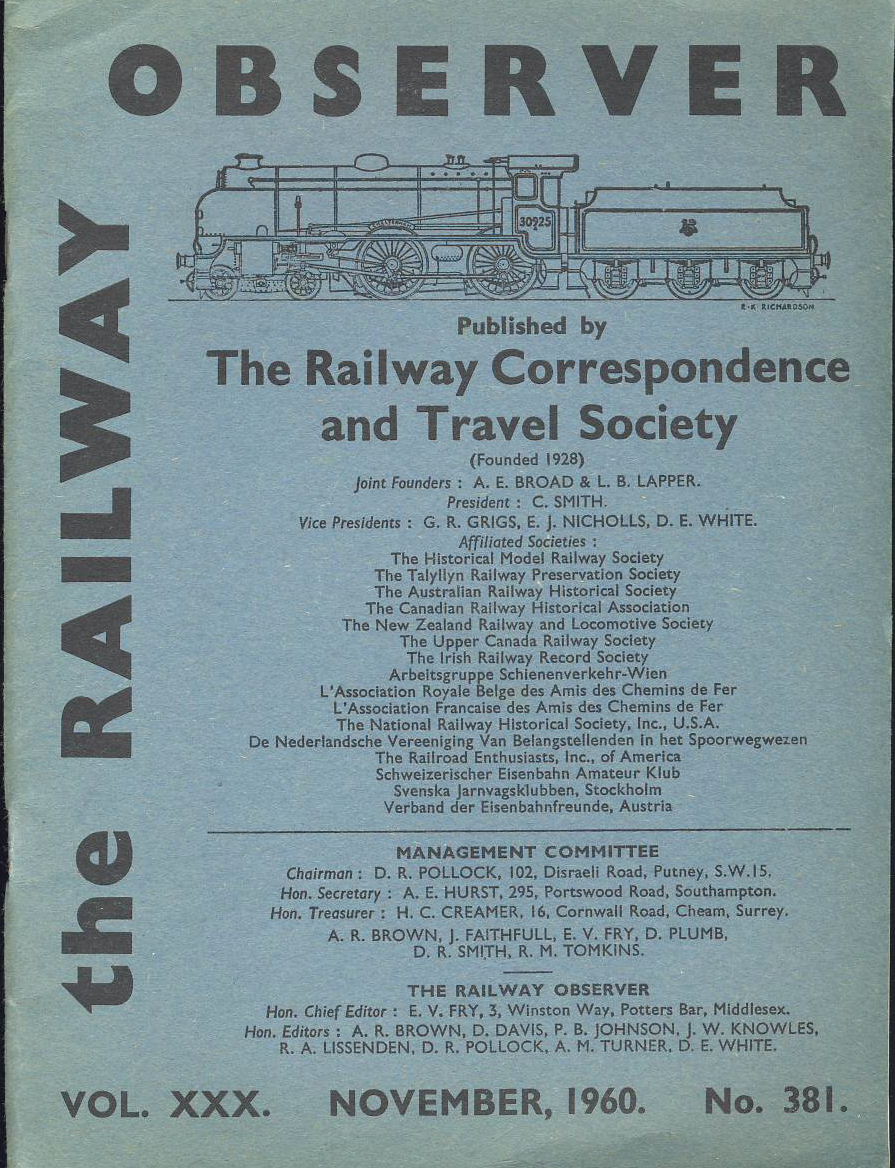 OBSERVER
the RAILWAY
30925
R·K RICHARDSON
Published by
The Railway Correspondence
and Travel Society
(Founded 1928)
Joint Founders : A. E. BROAD & L. B. LAPPER.
President : C. SMITH.
Vice Presidents : G. R. GRIGS, E. J. NICHOLLS, D. E. WHITE.
Affiliated Societies :
The Historical Model Railway Society
The Talyllyn Railway Preservation Society
The Australian Railway Historical Society
The Canadian Railway Historical Association
The New Zealand Railway and Locomotive Society
The Upper Canada Railway Society
The Irish Railway Record Society
Arbeitsgruppe Schienenverkehr-Wien
L'Association Royale Belge des Amis des Chemins de Fer
L'Association Francaise des Amis des Chemins de Fer
The National Railway Historical Society, Inc., U.S.A.
De Nederlandsche Vereeniging Van Belangstellenden in het Spoorwegwezen
The Railroad Enthusiasts, Inc., of America
Schweizerischer Eisenbahn Amateur Klub
Svenska Jarnvagsklubben, Stockholm
Verband der Eisenbahnfreunde, Austria
MANAGEMENT COMMITTEE
Chairman : D. R. POLLOCK, 102, Disraeli Road, Putney, S.W.15.
Hon. Secretary : A. E. HURST, 295, Portswood Road, Southampton.
Hon. Treasurer : H. C. CREAMER, 16, Cornwall Road, Cheam, Surrey.
A. R. BROWN, J. FAITHFULL, E. V. FRY, D. PLUMB,
D. R. SMITH, R. M. TOMKINS.
THE RAILWAY OBSERVER
Hon. Chief Editor : E. V. FRY, 3, Winston Way, Potters Bar, Middlesex.
Hon. Editors : A. R. BROWN, D. DAVIS, P. B. JOHNSON, J. W. KNOWLES,
R. A. LISSENDEN, D. R. POLLOCK, A. M. TURNER, D. E. WHITE.
VOL. XXX. NOVEMBER, 1960. No. 381.